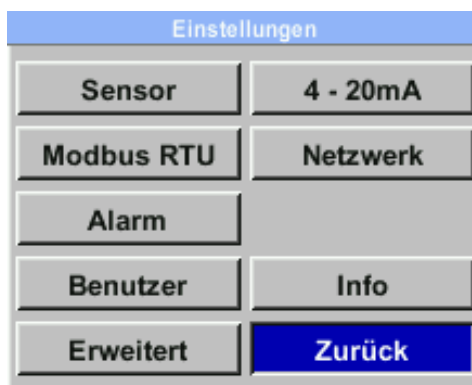 Einstellungen
Sensor 4 - 20mA
Modbus RTU Netzwerk
Alarm
Benutzer Info
Erweitert Zurück